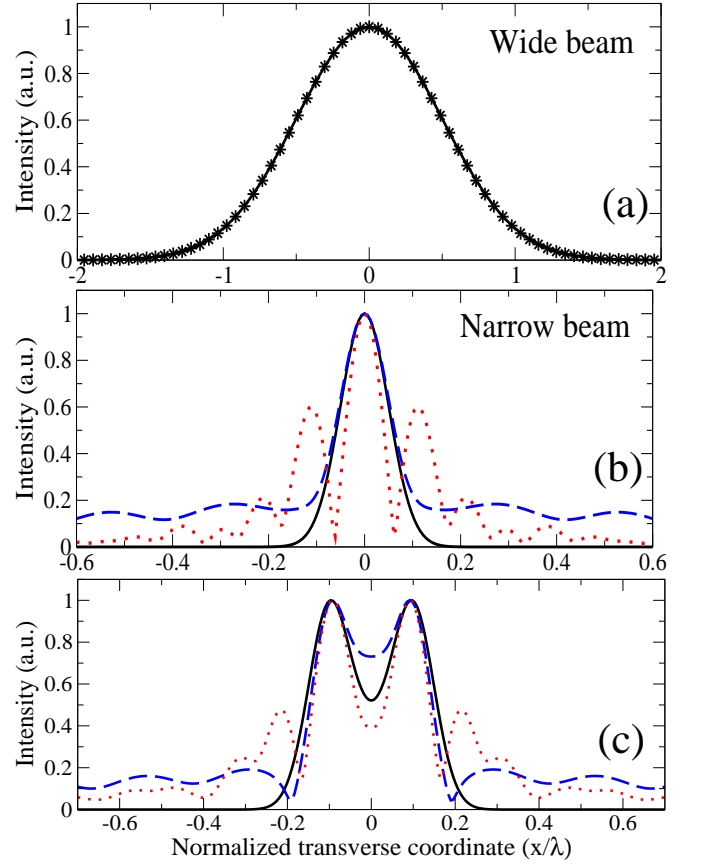 Wide beam
Intensity (a.u.)
1
0.8
0.6
0.4
0.2
0
(a)
-2 -1 0 1 2
Narrow beam
Intensity (a.u.)
1
0.8
0.6
0.4
0.2
0
(b)
-0.6 -0.4 -0.2 0 0.2 0.4 0.6
Intensity (a.u.)
1
0.8
0.6
0.4
0.2
0
(c)
-0.6 -0.4 -0.2 0 0.2 0.4 0.6
Normalized transverse coordinate (x/λ)